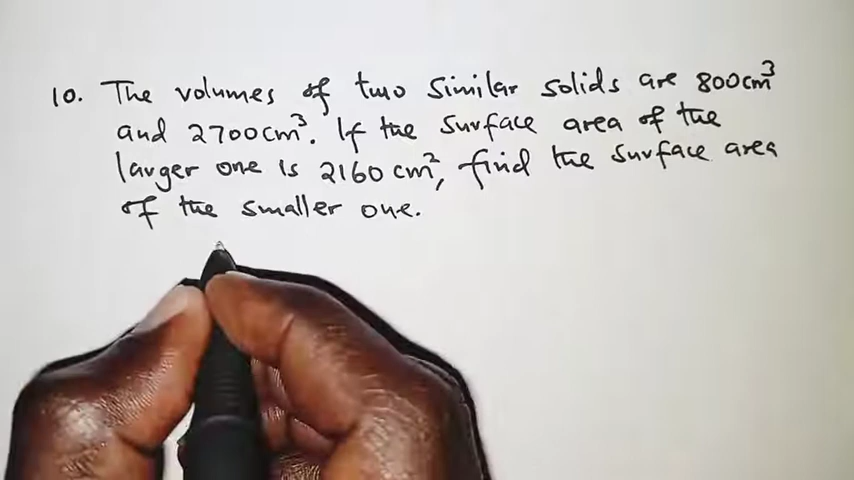 10. The volumes of two similar solids are 800cm³
and 2700cm³. If the surface area of the
larger one is 2160 cm², find the surface area
of the smaller one.